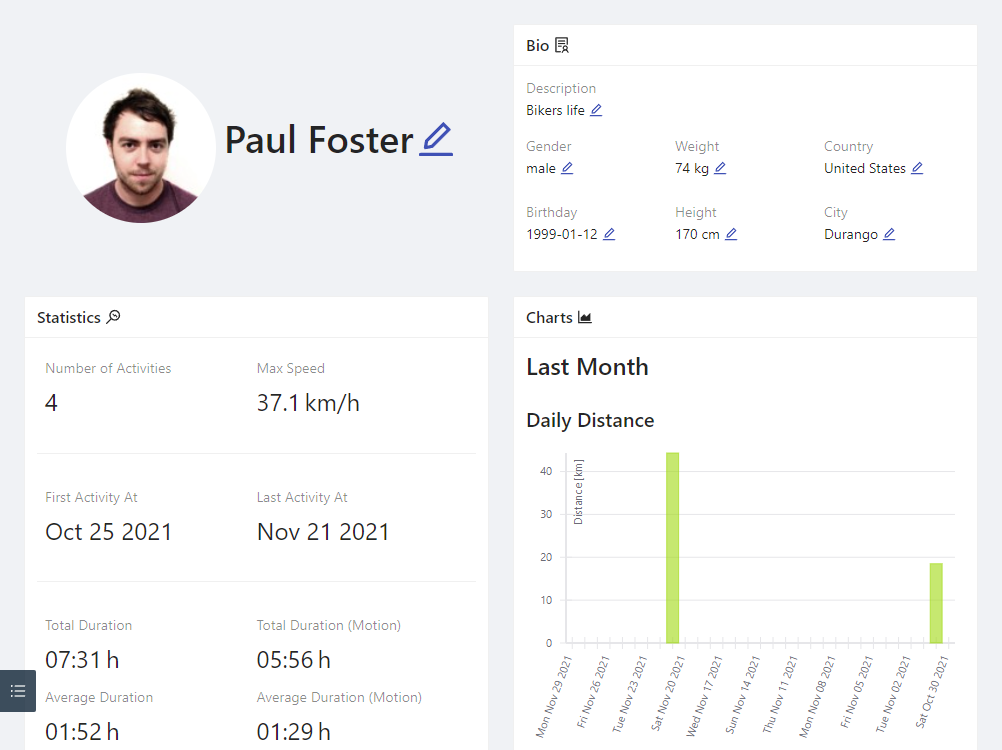 Paul Foster
Bio
Description
Bikers life
Gender Weight Country
male 74 kg United States
Birthday Height City
1999-01-12 170 cm Durango
Statistics
Number of Activities Max Speed
4 37.1 km/h
First Activity At Last Activity At
Oct 25 2021 Nov 21 2021
Total Duration Total Duration (Motion)
07:31 h 05:56 h
Average Duration Average Duration (Motion)
01:52 h 01:29 h
Charts
Last Month
Daily Distance
Distance [km]
40
30
20
10
0
Mon Nov 29 2021 Fri Nov 26 2021 Tue Nov 23 2021 Sat Nov 20 2021 Wed Nov 17 2021 Sun Nov 14 2021 Thu Nov 11 2021 Mon Nov 08 2021 Fri Nov 05 2021 Tue Nov 02 2021 Sat Oct 30 2021